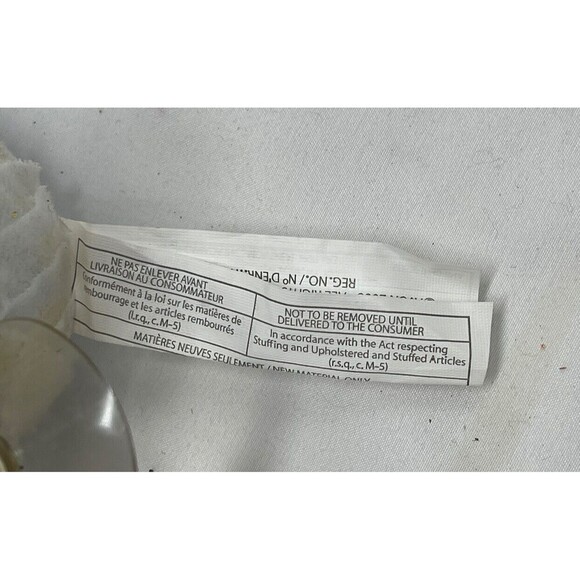 NE PAS ENLEVER AVANT
LIVRAISON AU CONSOMMATEUR
Conformément à la loi sur les matières de
rembourrage et les articles rembourrés
(l.r.q., c. M-5)
NOT TO BE REMOVED UNTIL
DELIVERED TO THE CONSUMER
In accordance with the Act respecting
Stuffing and Upholstered and Stuffed Articles
(r.s.q., c. M-5)
MATIÈRES NEUVES SEULEMENT / NEW MATERIAL ONLY
REG. NO. / Nº D'ENR